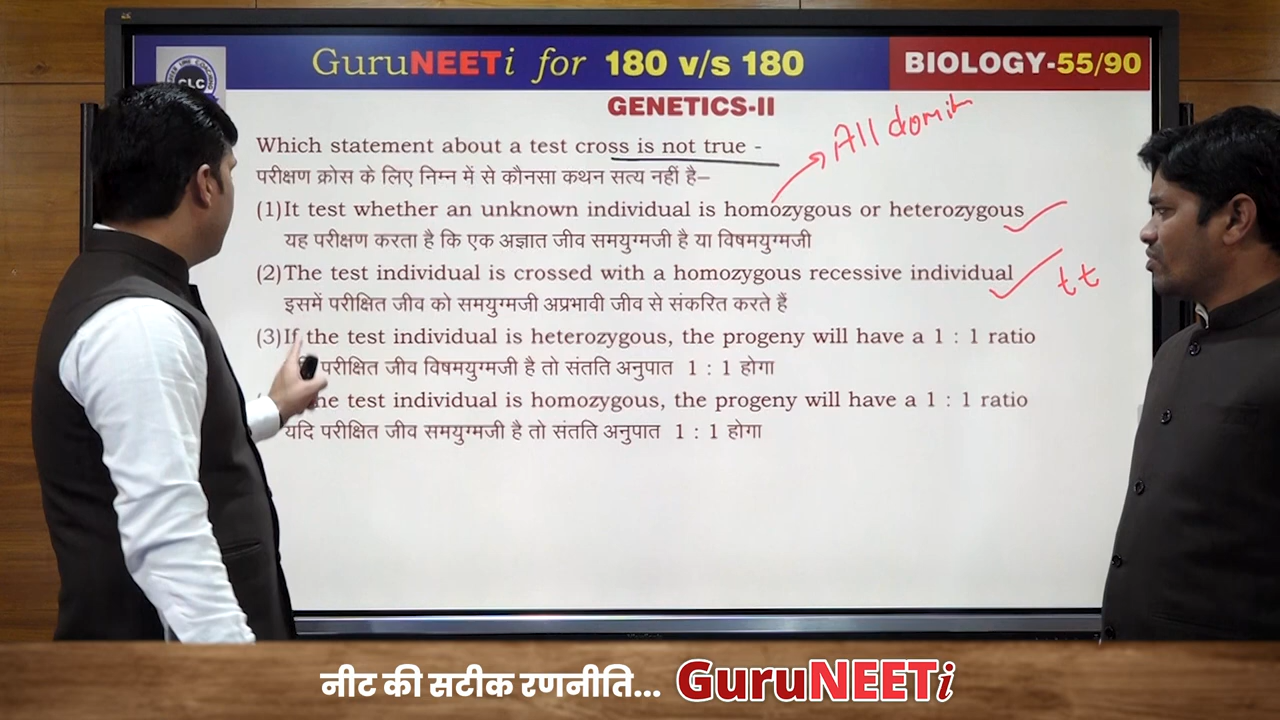 GuruNEETi for 180 v/s 180
BIOLOGY-55/90
CLC
GENETICS-II
All domin
Which statement about a test cross is not true -
परीक्षण क्रोस के लिए निम्न में से कौनसा कथन सत्य नहीं है–
(1)It test whether an unknown individual is homozygous or heterozygous
यह परीक्षण करता है कि एक अज्ञात जीव समयुग्मजी है या विषमयुग्मजी
(2)The test individual is crossed with a homozygous recessive individual
tt
इसमें परीक्षित जीव को समयुग्मजी अप्रभावी जीव से संकरित करते हैं
(3)If the test individual is heterozygous, the progeny will have a 1 : 1 ratio
परीक्षित जीव विषमयुग्मजी है तो संतति अनुपात 1 : 1 होगा
the test individual is homozygous, the progeny will have a 1 : 1 ratio
यदि परीक्षित जीव समयुग्मजी है तो संतति अनुपात 1 : 1 होगा
नीट की सटीक रणनीति... GuruNEETi